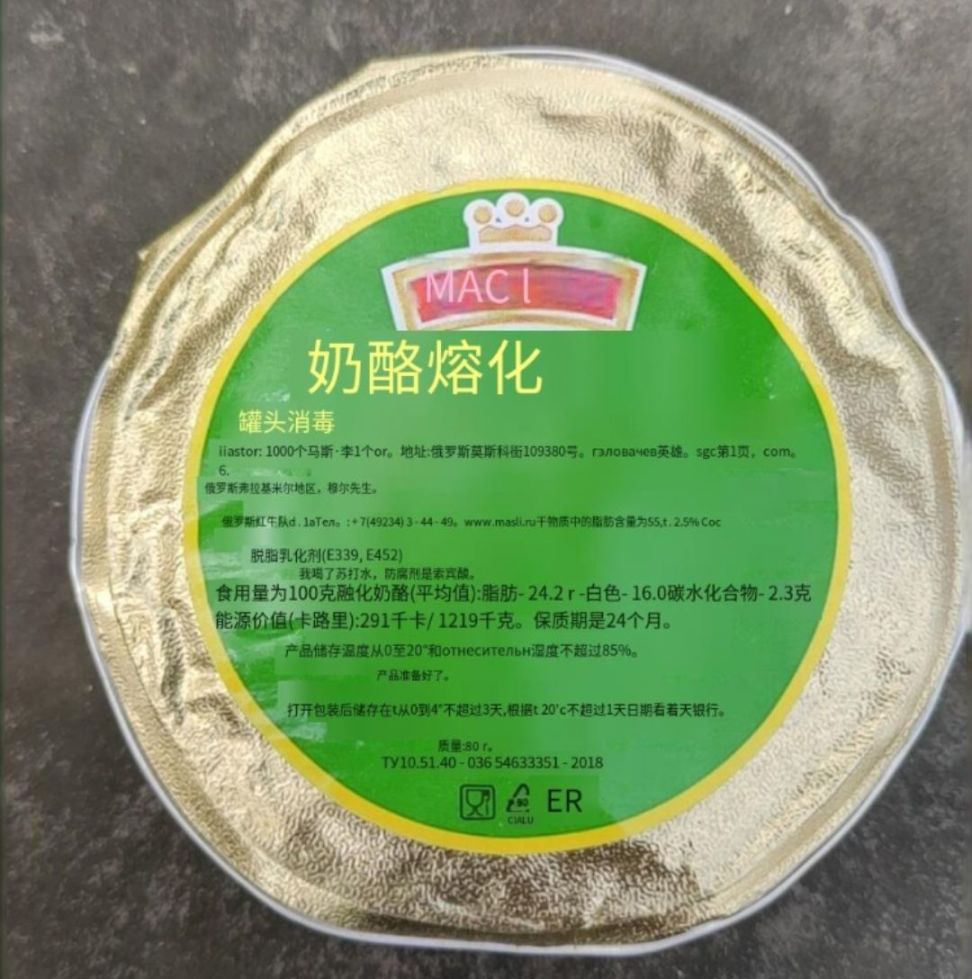 MAC l
奶酪熔化
罐头消毒
iiastor: 1000个马斯·李1个or。地址:俄罗斯莫斯科街109380号。гэловачев英雄。sgc第1页，com。
6.
俄罗斯弗拉基米尔地区，穆尔先生。
俄罗斯红牛队d . 1aТел。: + 7(49234) 3 - 44 - 49。www.masli.ru干物质中的脂肪含量为55,t . 2.5% Coc
脱脂乳化剂(E339, E452)
我喝了苏打水，防腐剂是索宾酸。
食用量为100克融化奶酪(平均值):脂肪- 24.2 r -白色- 16.0碳水化合物- 2.3克
能源价值(卡路里):291千卡/ 1219千克。保质期是24个月。
产品储存温度从0至20°和отнесительн湿度不超过85%。
产品准备好了。
打开包装后储存在t从0到4°不超过3天,根据t 20°c不超过1天日期看着天银行。
质量:80 г。
ТУ10.51.40 - 036 54633351 - 2018
90
C/ALU
ER